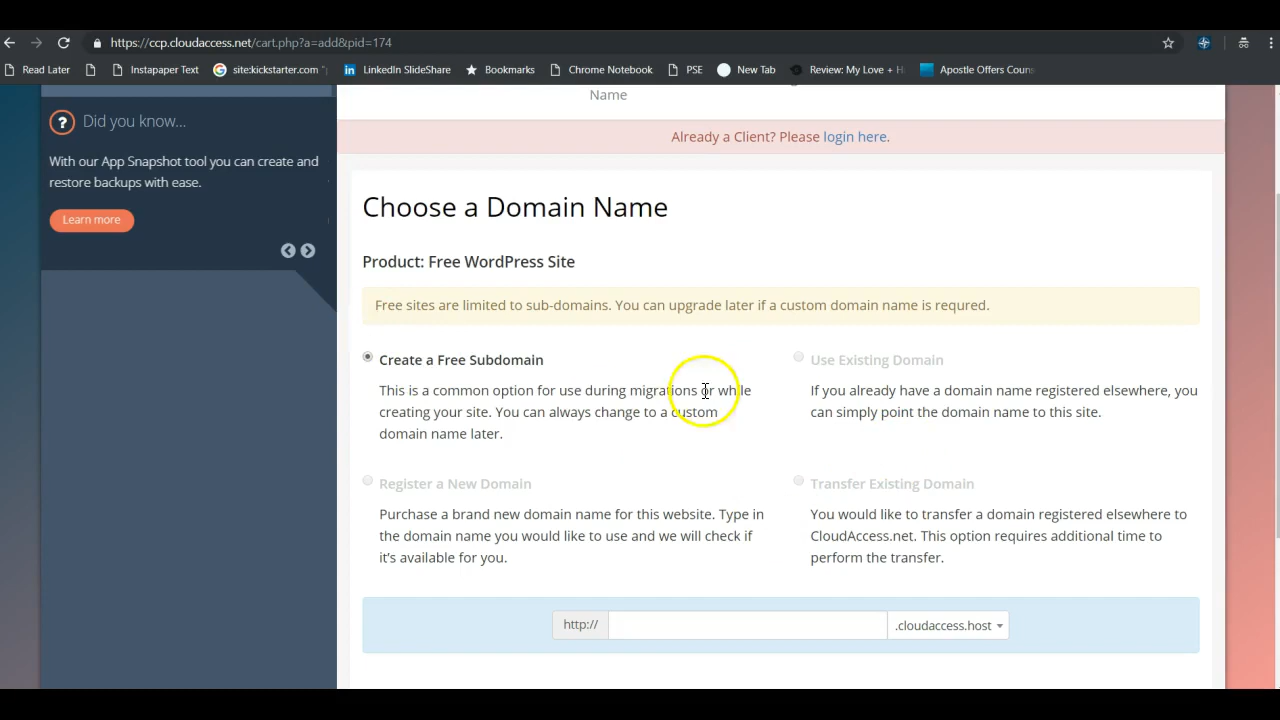 https://ccp.cloudaccess.net/cart.php?a=add&pid=174
Read Later
Instapaper Text
site:kickstarter.com "
LinkedIn SlideShare
Bookmarks
Chrome Notebook
PSE
New Tab
Review: My Love + H
Apostle Offers Couns
Name
? Did you know...
With our App Snapshot tool you can create and
restore backups with ease.
Learn more
Already a Client? Please login here.
Choose a Domain Name
Product: Free WordPress Site
Free sites are limited to sub-domains. You can upgrade later if a custom domain name is requred.
Create a Free Subdomain
This is a common option for use during migrations or while
creating your site. You can always change to a custom
domain name later.
Use Existing Domain
If you already have a domain name registered elsewhere, you
can simply point the domain name to this site.
Register a New Domain
Purchase a brand new domain name for this website. Type in
the domain name you would like to use and we will check if
it's available for you.
Transfer Existing Domain
You would like to transfer a domain registered elsewhere to
CloudAccess.net. This option requires additional time to
perform the transfer.
http://
.cloudaccess.host